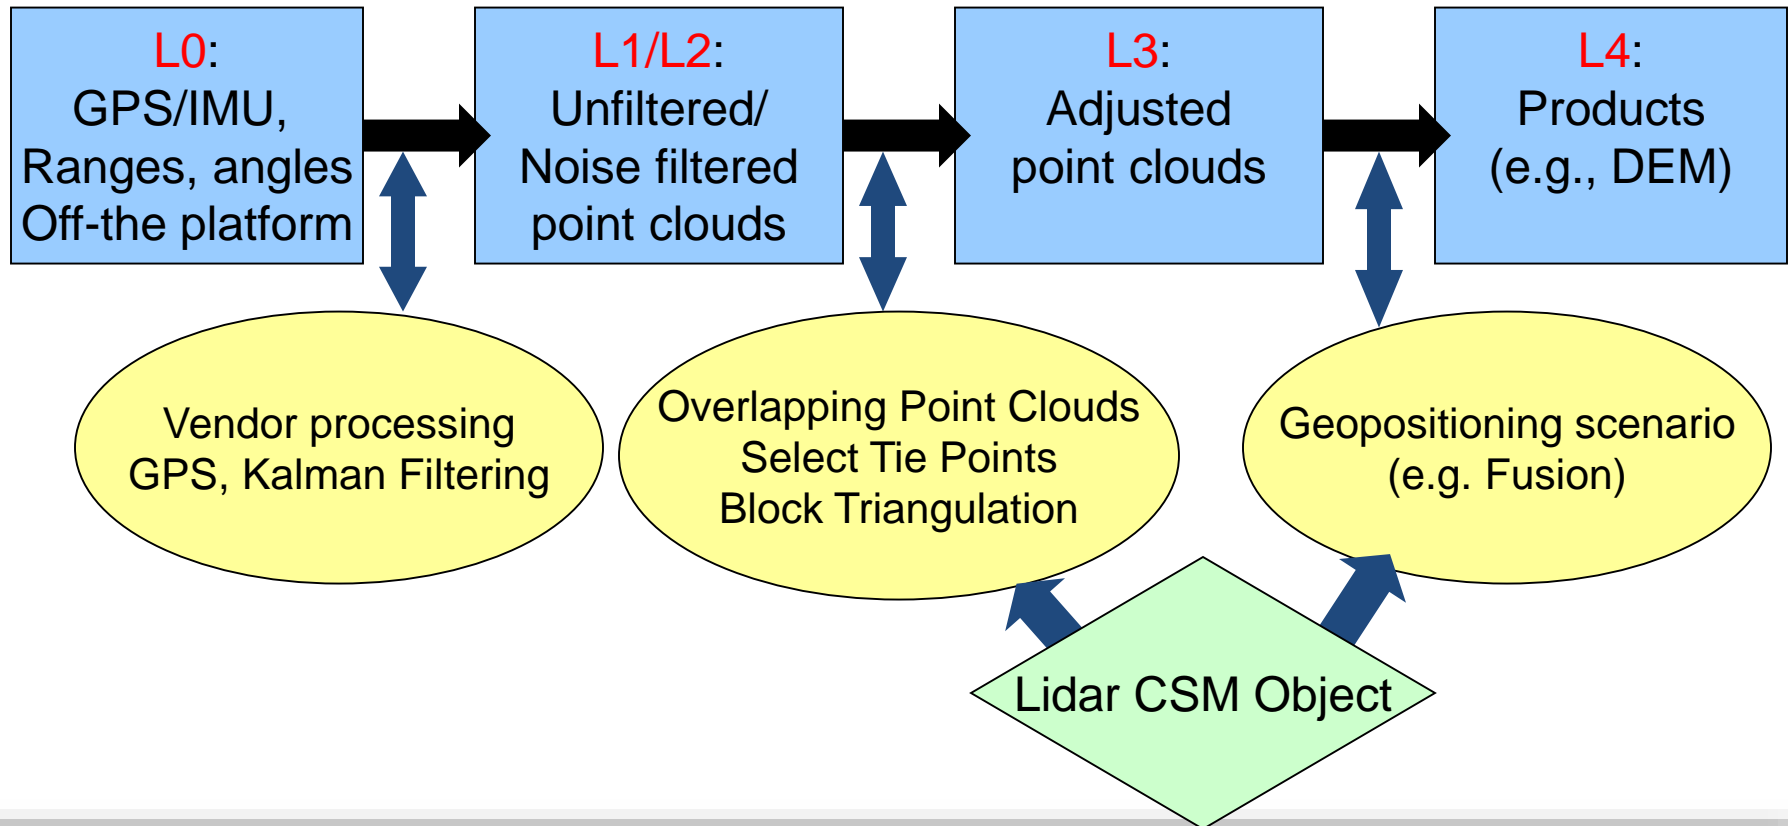 L0:
GPS/IMU,
Ranges, angles
Off-the platform
L1/L2:
Unfiltered/
Noise filtered
point clouds
L3:
Adjusted
point clouds
L4:
Products
(e.g., DEM)
Vendor processing
GPS, Kalman Filtering
Overlapping Point Clouds
Select Tie Points
Block Triangulation
Geopositioning scenario
(e.g. Fusion)
Lidar CSM Object